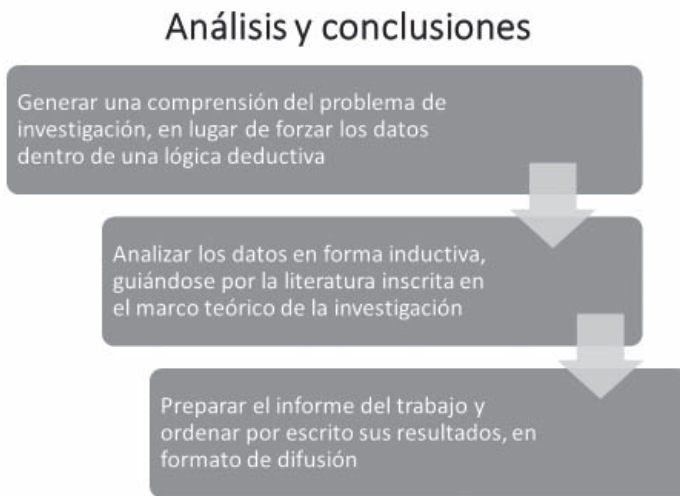 Análisis y conclusiones
Generar una comprensión del problema de
investigación, en lugar de forzar los datos
dentro de una lógica deductiva
Analizar los datos en forma inductiva,
guiándose por la literatura inscrita en
el marco teórico de la investigación
Preparar el informe del trabajo y
ordenar por escrito sus resultados, en
formato de difusión